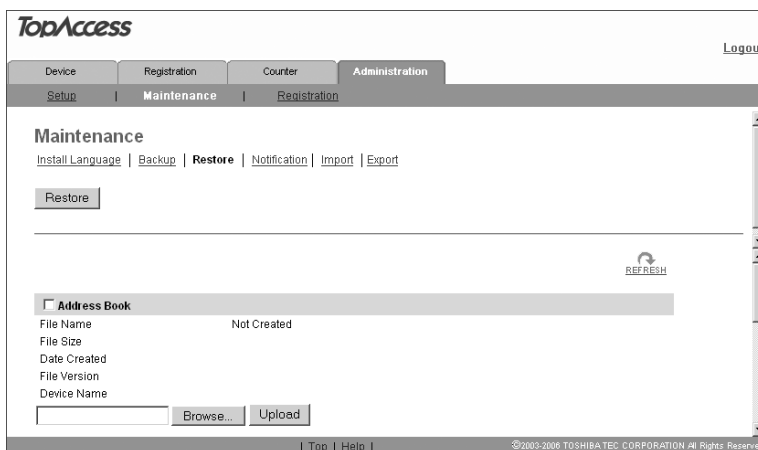 TopAccess
Logou
Device Registration Counter Administration
Setup | Maintenance | Registration
Maintenance
Install Language | Backup | Restore | Notification | Import | Export
Restore
REFRESH
Address Book
File Name Not Created
File Size
Date Created
File Version
Device Name
Browse... Upload
| Top | Help |
©2003-2006 TOSHIBA TEC CORPORATION All Rights Reserve